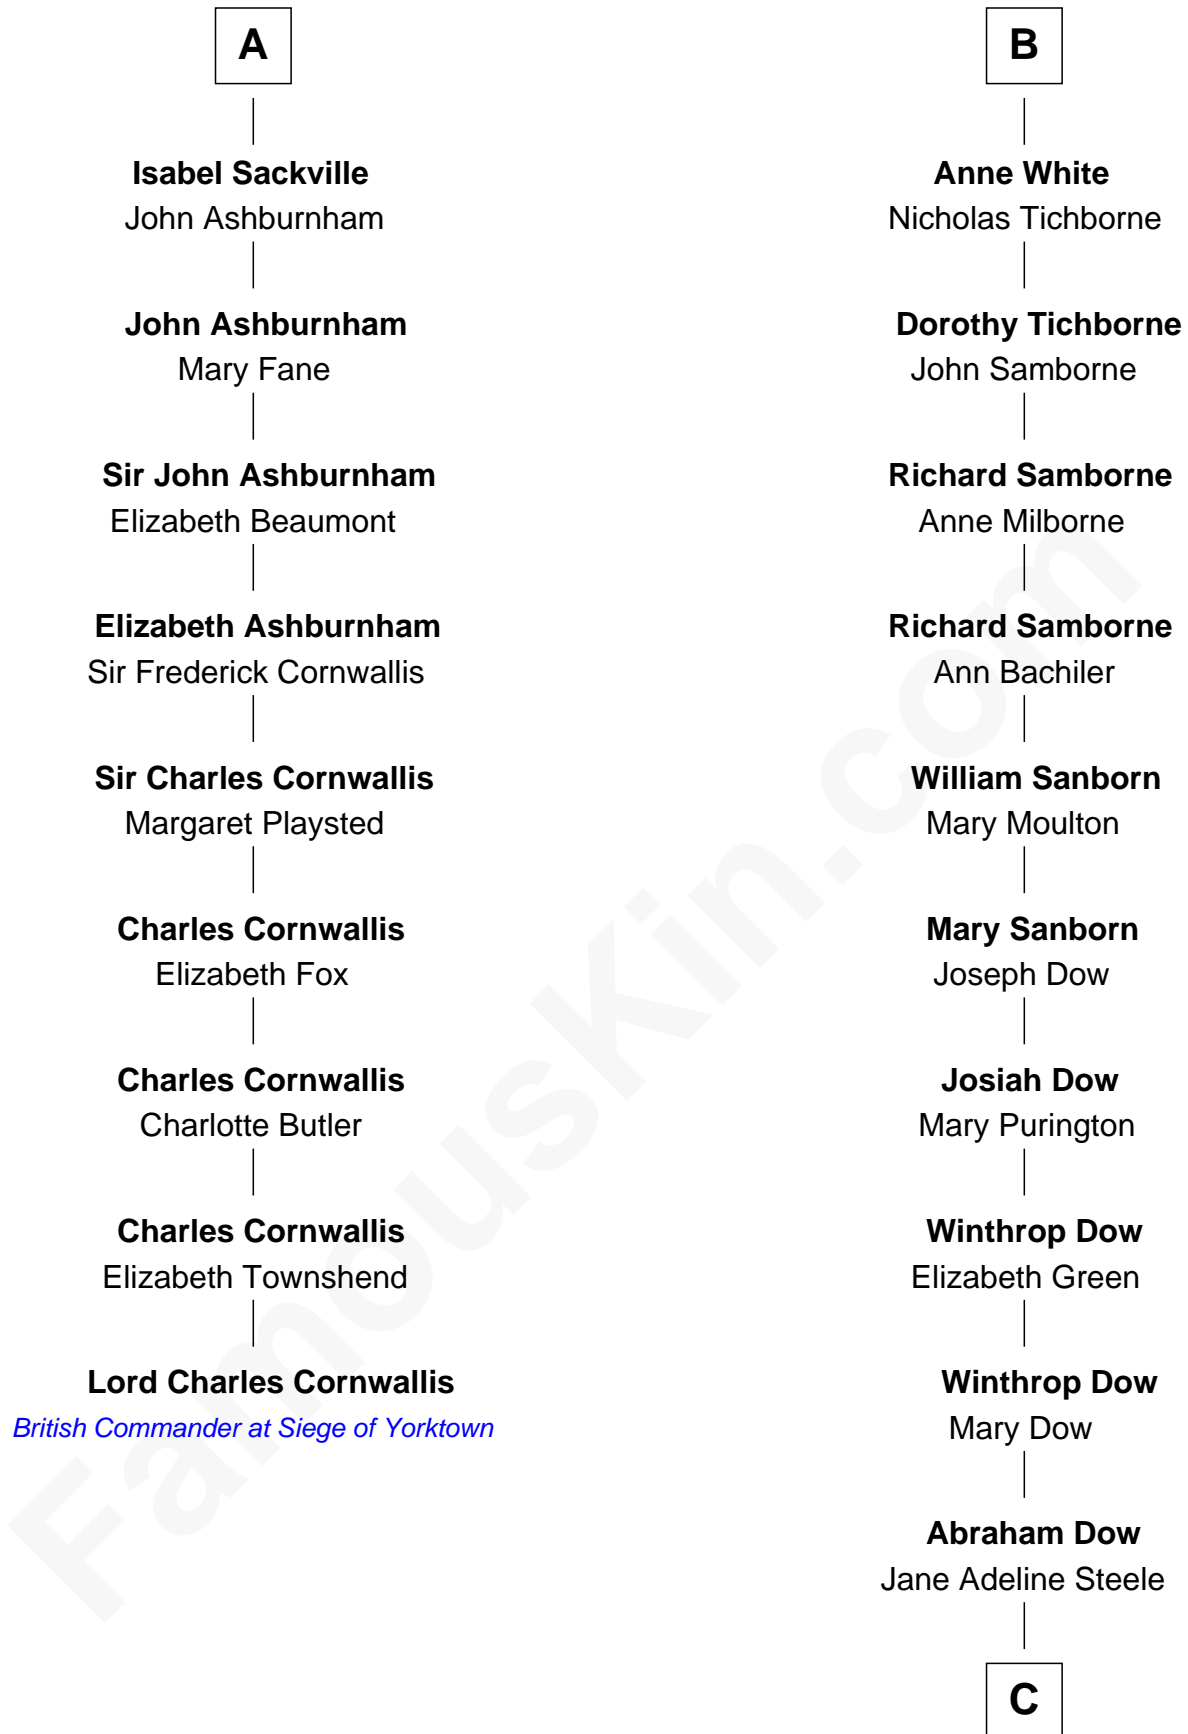 A
Isabel Sackville
John Ashburnham
John Ashburnham
Mary Fane
Sir John Ashburnham
Elizabeth Beaumont
Elizabeth Ashburnham
Sir Frederick Cornwallis
Sir Charles Cornwallis
Margaret Playsted
Charles Cornwallis
Elizabeth Fox
Charles Cornwallis
Charlotte Butler
Charles Cornwallis
Elizabeth Townshend
Lord Charles Cornwallis
British Commander at Siege of Yorktown
B
Anne White
Nicholas Tichborne
Dorothy Tichborne
John Samborne
Richard Samborne
Anne Milborne
Richard Samborne
Ann Bachiler
William Sanborn
Mary Moulton
Mary Sanborn
Joseph Dow
Josiah Dow
Mary Purington
Winthrop Dow
Elizabeth Green
Winthrop Dow
Mary Dow
Abraham Dow
Jane Adeline Steele
C
FamousKin.com